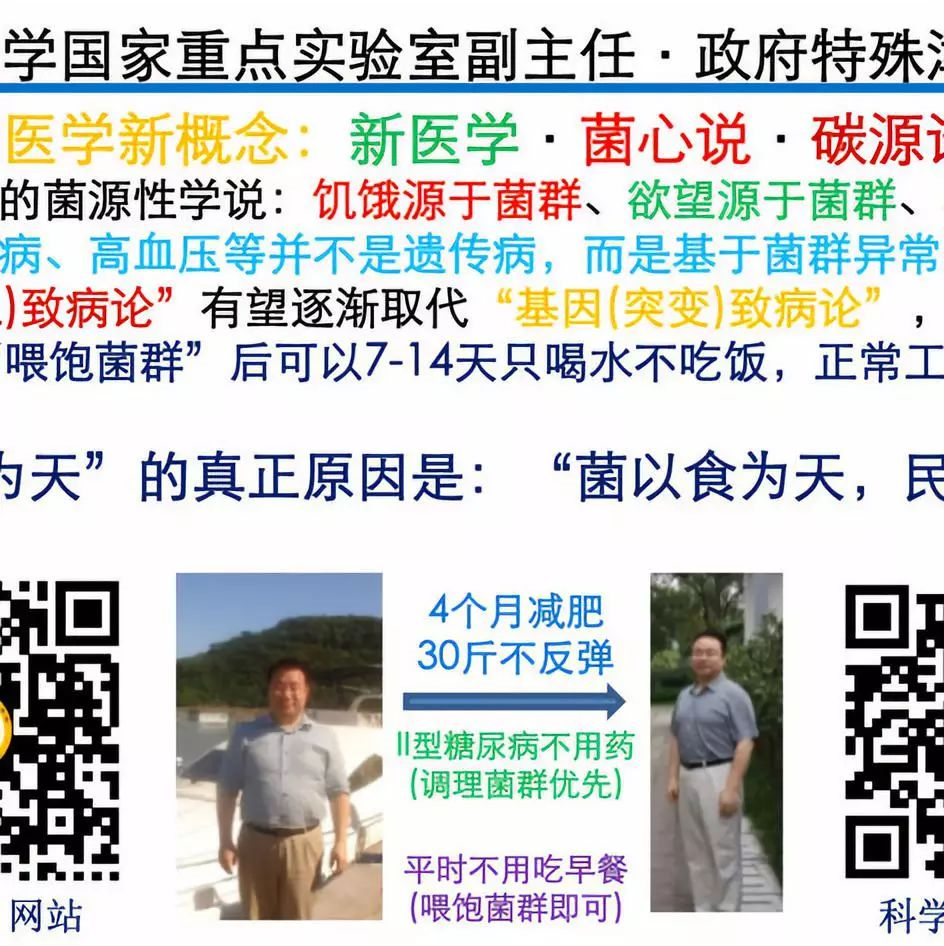 学国家重点实验室副主任·政府特殊
医学新概念：新医学·菌心说·碳源
的菌源性学说：饥饿源于菌群、欲望源于菌群、
病、高血压等并不是遗传病，而是基于菌群异常
)致病论”有望逐渐取代“基因(突变)致病论”，
“喂饱菌群”后可以7-14天只喝水不吃饭，正常工
为天”的真正原因是：“菌以食为天，民
4个月减肥
30斤不反弹
II型糖尿病不用药
(调理菌群优先)
平时不用吃早餐
(喂饱菌群即可)
网站
科学